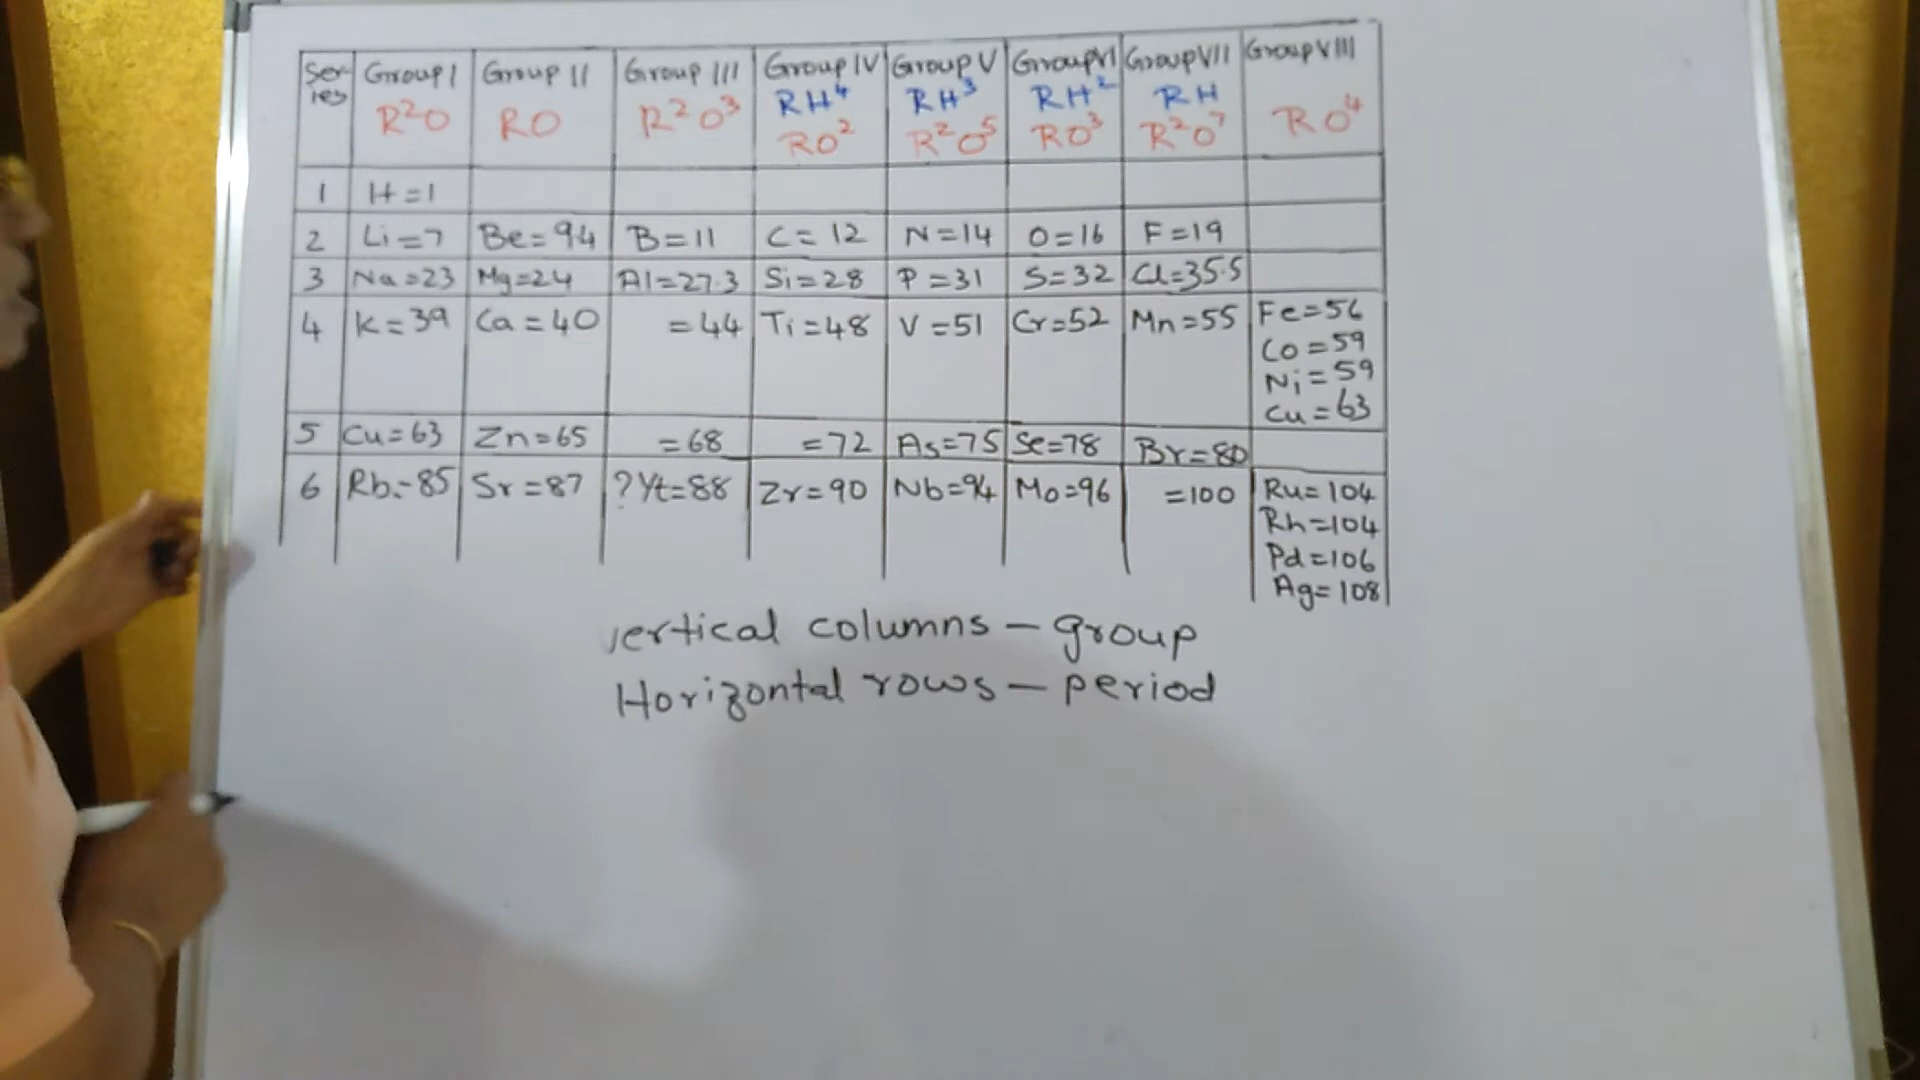 Series Group I Group II Group III Group IV Group V Group VI Group VII Group VIII
RH⁴ RH³ RH² RH
R²O RO R²O³ RO² R²O⁵ RO³ R²O⁷ RO⁴
1 H=1
2 Li=7 Be=94 B=11 C=12 N=14 O=16 F=19
3 Na=23 Mg=24 Al=27.3 Si=28 P=31 S=32 Cl=35.5
4 K=39 Ca=40 =44 Ti=48 V=51 Cr=52 Mn=55 Fe=56
Co=59
Ni=59
Cu=63
5 Cu=63 Zn=65 =68 =72 As=75 Se=78 Br=80
6 Rb=85 Sr=87 ?Yt=88 Zr=90 Nb=94 Mo=96 =100 Ru=104
Rh=104
Pd=106
Ag=108
Vertical columns – group
Horizontal rows – period